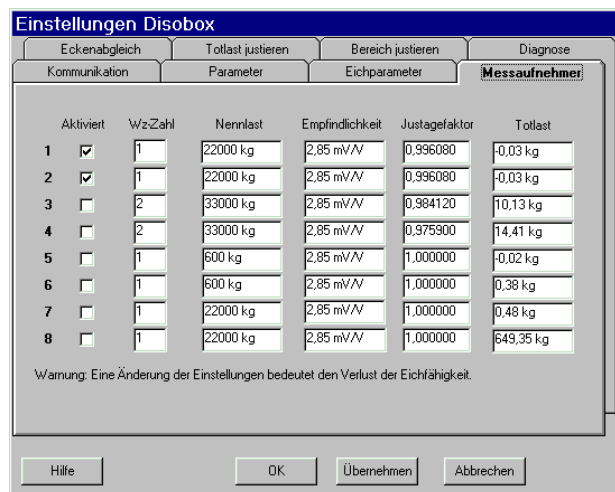 Einstellungen Disobox
Eckenabgleich Totlast justieren Bereich justieren Diagnose
Kommunikation Parameter Eichparameter Messaufnehmer
Aktiviert Wz-Zahl Nennlast Empfindlichkeit Justagefaktor Totlast
1 1 22000 kg 2,85 mV/V 0,996080 -0,03 kg
2 1 22000 kg 2,85 mV/V 0,996080 -0,03 kg
3 2 33000 kg 2,85 mV/V 0,984120 10,13 kg
4 2 33000 kg 2,85 mV/V 0,975900 14,41 kg
5 1 600 kg 2,85 mV/V 1,000000 -0,02 kg
6 1 600 kg 2,85 mV/V 1,000000 0,38 kg
7 1 22000 kg 2,85 mV/V 1,000000 0,48 kg
8 1 22000 kg 2,85 mV/V 1,000000 649,35 kg
Warnung: Eine Änderung der Einstellungen bedeutet den Verlust der Eichfähigkeit.
Hilfe OK Übernehmen Abbrechen